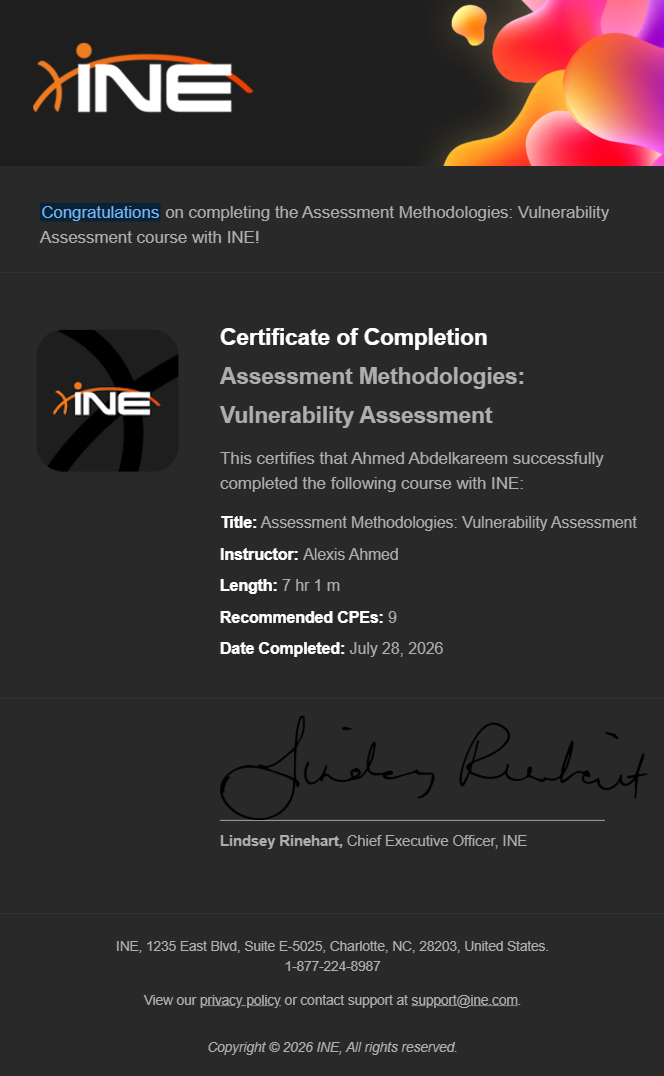 INE
Congratulations on completing the Assessment Methodologies: Vulnerability
Assessment course with INE!
INE
Certificate of Completion
Assessment Methodologies:
Vulnerability Assessment
This certifies that Ahmed Abdelkareem successfully
completed the following course with INE:
Title: Assessment Methodologies: Vulnerability Assessment
Instructor: Alexis Ahmed
Length: 7 hr 1 m
Recommended CPEs: 9
Date Completed: July 28, 2026
Lindsey Rinehart
Lindsey Rinehart, Chief Executive Officer, INE
INE, 1235 East Blvd, Suite E-5025, Charlotte, NC, 28203, United States.
1-877-224-8987
View our privacy policy or contact support at support@ine.com.
Copyright © 2026 INE, All rights reserved.